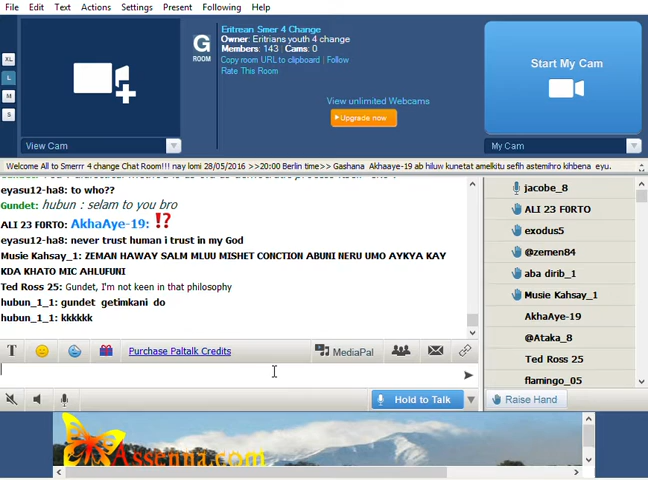 File Edit Text Actions Settings Present Following Help
XL
L
M
S
G
ROOM
Eritrean Smer 4 Change
Owner: Eritrians youth 4 change
Members: 143 Cams: 0
Copy room URL to clipboard | Follow
Rate This Room
View unlimited Webcams
Upgrade now
Start My Cam
View Cam
My Cam
Welcome All to Smerrr 4 change Chat Room!!! nay lomi 28/05/2016 >>20:00 Berlin time>> Gashana Akhaaye-19 ab hiluw kunetat amelkitu sefih astemihro kihbena eyu.
eyasu12-ha8: to who??
Gundet: hubun : selam to you bro
ALI 23 FORTO: AkhaAye-19: !?
eyasu12-ha8: never trust human i trust in my God
Musie Kahsay_1: ZEMAN HAWAY SALM MLUU MISHET CONCTION ABUNI NERU UMO AYKYA KAY
KDA KHATO MIC AHLUFUNI
Ted Ross 25: Gundet, I'm not keen in that philosophy
hubun_1_1: gundet getimkani do
hubun_1_1: kkkkkk
jacobe_8
ALI 23 FORTO
exodus5
@zemen84
aba dirib_1
Musie Kahsay_1
AkhaAye-19
@Ataka_8
Ted Ross 25
flamingo_05
T Purchase Paltalk Credits MediaPal
Hold to Talk
Raise Hand
Assenna.com